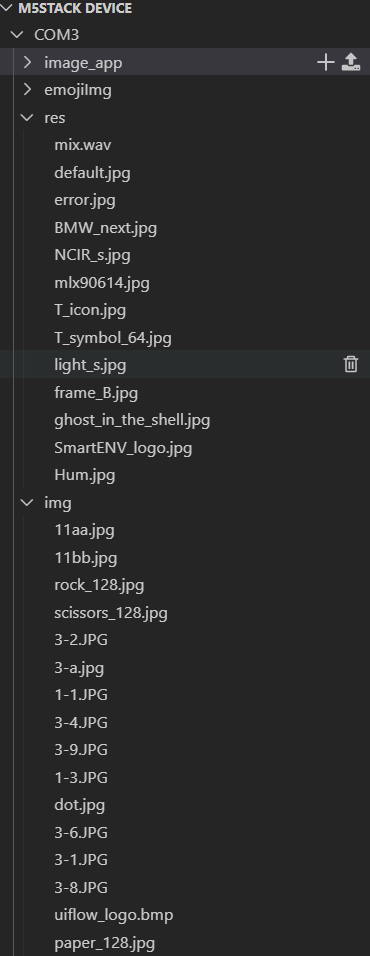 M5STACK DEVICE
COM3
image_app
emojiImg
res
mix.wav
default.jpg
error.jpg
BMW_next.jpg
NCIR_s.jpg
mlx90614.jpg
T_icon.jpg
T_symbol_64.jpg
light_s.jpg
frame_B.jpg
ghost_in_the_shell.jpg
SmartENV_logo.jpg
Hum.jpg
img
11aa.jpg
11bb.jpg
rock_128.jpg
scissors_128.jpg
3-2.JPG
3-a.jpg
1-1.JPG
3-4.JPG
3-9.JPG
1-3.JPG
dot.jpg
3-6.JPG
3-1.JPG
3-8.JPG
uiflow_logo.bmp
paper_128.jpg